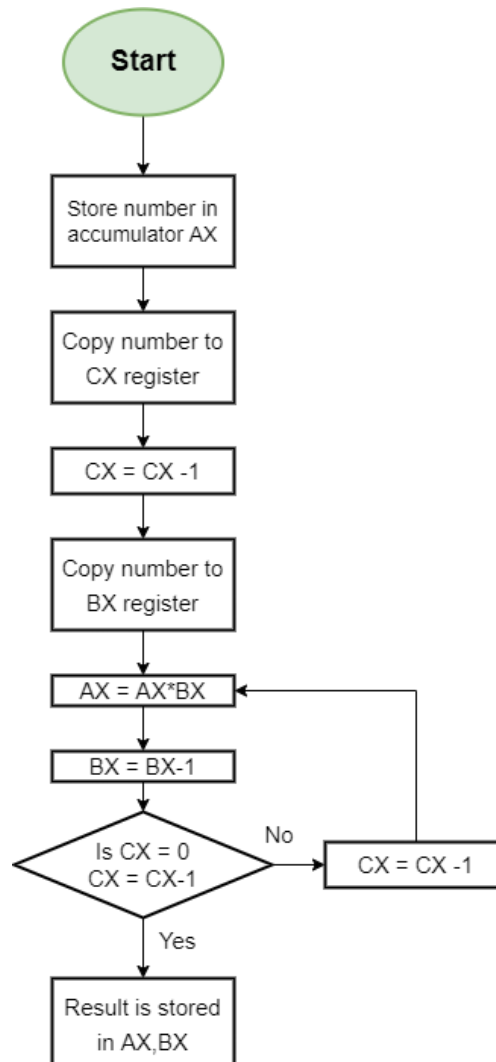 Start
Store number in
accumulator AX
Copy number to
CX register
CX = CX -1
Copy number to
BX register
AX = AX*BX
BX = BX-1
Is CX = 0
CX = CX-1
No
CX = CX -1
Yes
Result is stored
in AX,BX